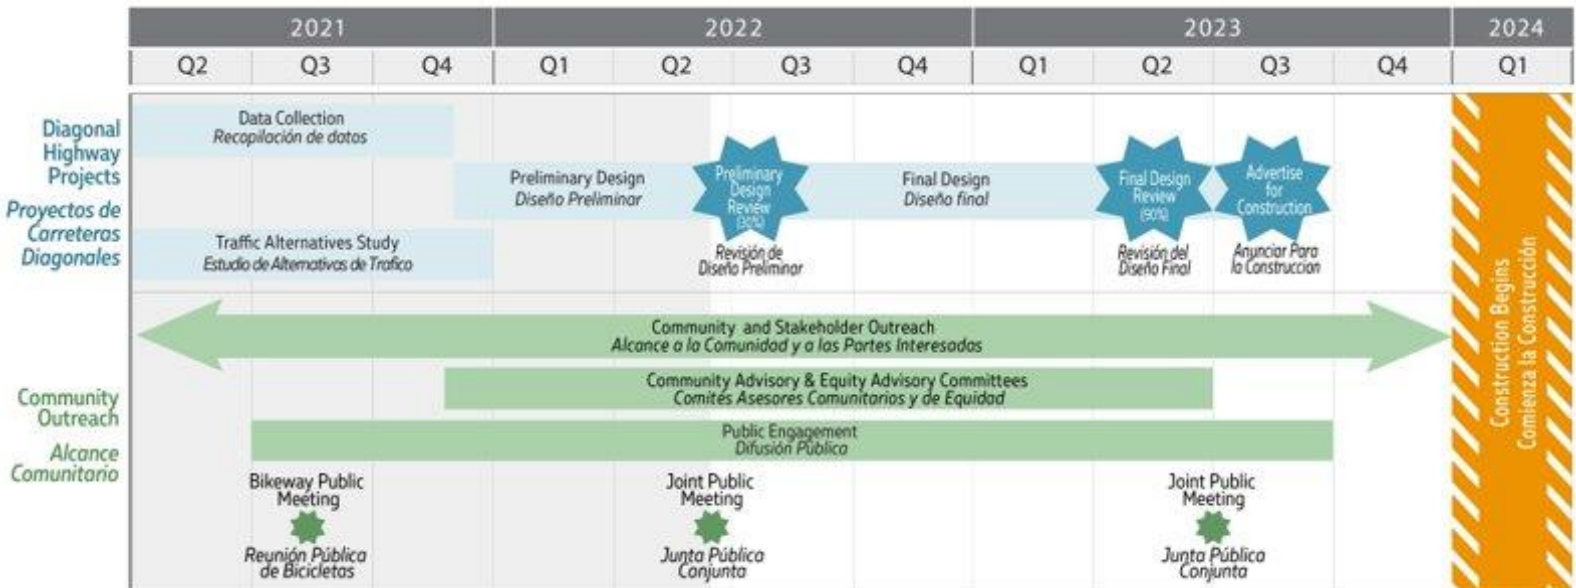 2021
2022
2023
2024
Q2
Q3
Q4
Q1
Q2
Q3
Q4
Q1
Q2
Q3
Q4
Q1
Diagonal
Highway
Projects
Proyectos de
Carreteras
Diagonales
Data Collection
Recopilación de datos
Preliminary Design
Diseño Preliminar
Preliminary
Design
Review
(30%)
Revisión de
Diseño Preliminar
Final Design
Diseño final
Final Design
Review
(90%)
Revisión del
Diseño Final
Advertise
for
Construction
Anunciar Para
la Construccion
Traffic Alternatives Study
Estudio de Alternativas de Trafico
Construction Begins
Comienza la Construcción
Community
Outreach
Alcance
Comunitario
Community and Stakeholder Outreach
Alcance a la Comunidad y a las Partes Interesadas
Community Advisory & Equity Advisory Committees
Comités Asesores Comunitarios y de Equidad
Public Engagement
Difusión Pública
Bikeway Public
Meeting
Reunión Pública
de Bicicletas
Joint Public
Meeting
Junta Pública
Conjunta
Joint Public
Meeting
Junta Pública
Conjunta